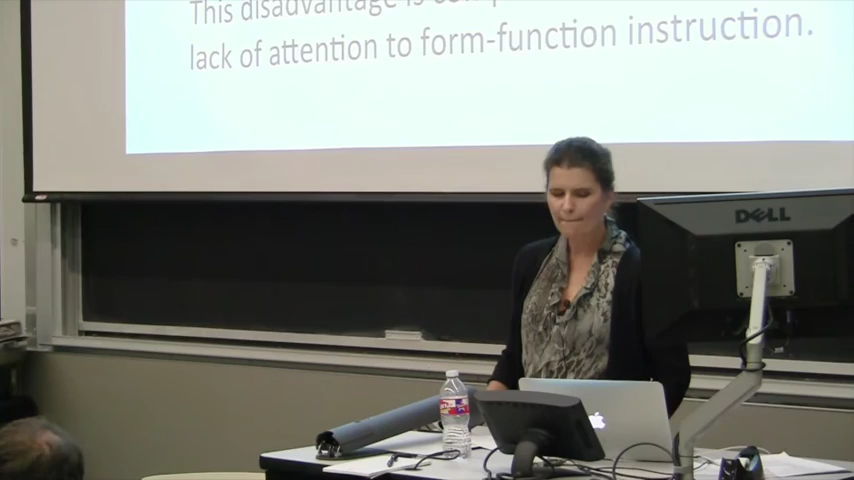 This disadvantage is
lack of attention to form-function instruction.
DELL